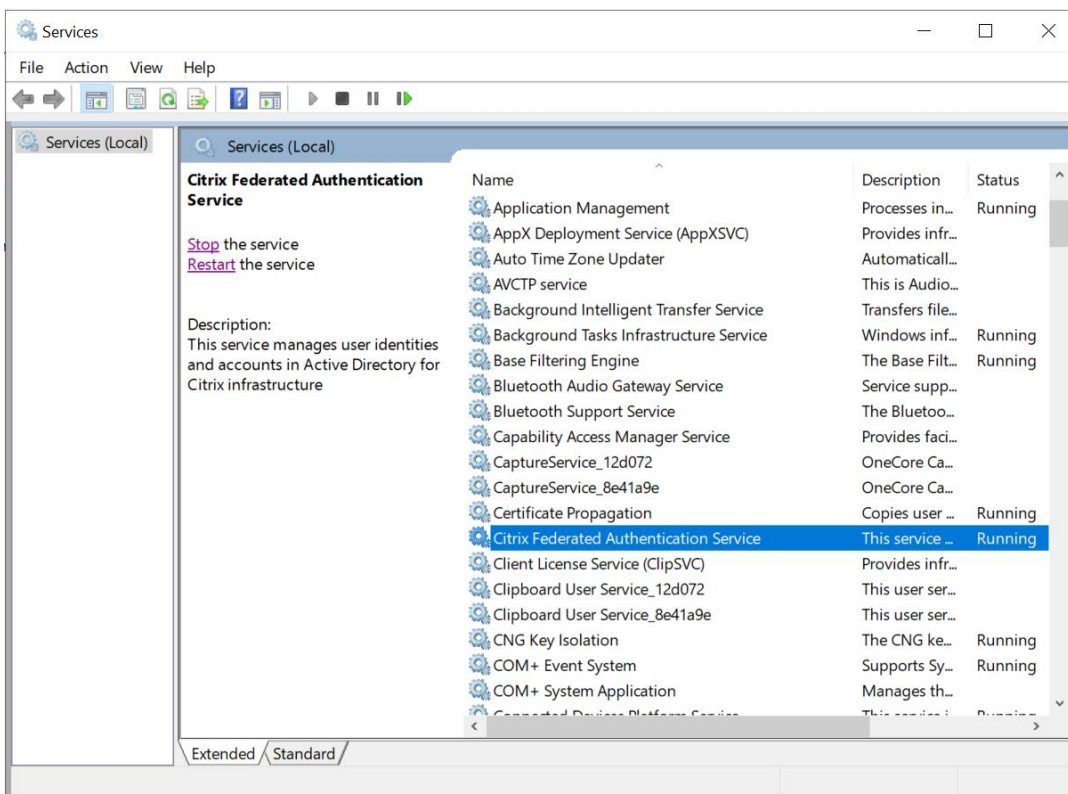 Services
File Action View Help
Services (Local)
Services (Local)
Citrix Federated Authentication
Service
Stop the service
Restart the service
Description:
This service manages user identities
and accounts in Active Directory for
Citrix infrastructure
Name Description Status
Application Management Processes in... Running
AppX Deployment Service (AppXSVC) Provides infr...
Auto Time Zone Updater Automaticall...
AVCTP service This is Audio...
Background Intelligent Transfer Service Transfers file...
Background Tasks Infrastructure Service Windows inf... Running
Base Filtering Engine The Base Filt... Running
Bluetooth Audio Gateway Service Service supp...
Bluetooth Support Service The Bluetoo...
Capability Access Manager Service Provides faci...
CaptureService_12d072 OneCore Ca...
CaptureService_8e41a9e OneCore Ca...
Certificate Propagation Copies user ... Running
Citrix Federated Authentication Service This service ... Running
Client License Service (ClipSVC) Provides infr...
Clipboard User Service_12d072 This user ser...
Clipboard User Service_8e41a9e This user ser...
CNG Key Isolation The CNG ke... Running
COM+ Event System Supports Sy... Running
COM+ System Application Manages th...
Connected Devices Platform Service This service i... Running
Extended Standard